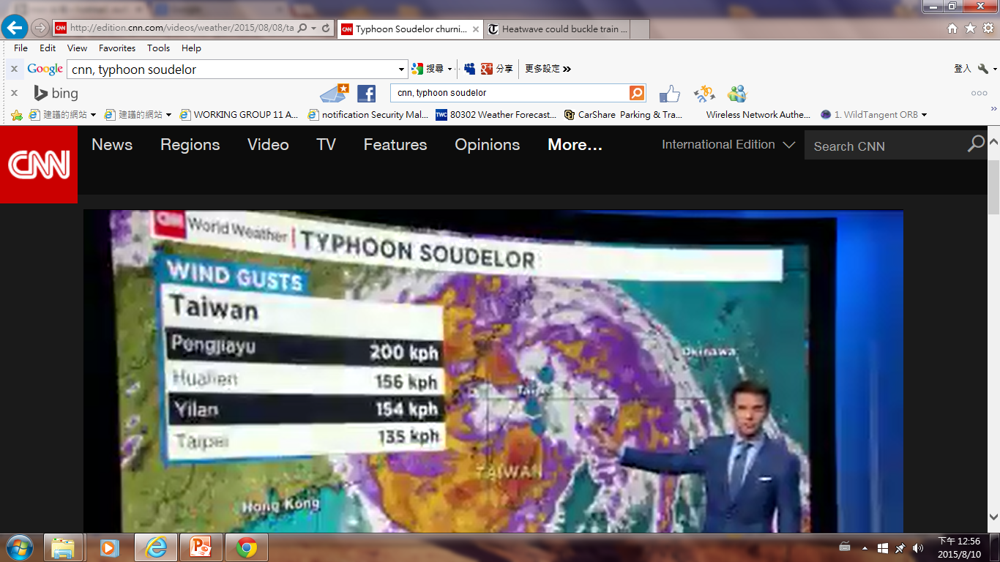 http://edition.cnn.com/videos/weather/2015/08/08/ta
Typhoon Soudelor churni...
Heatwave could buckle train ...
File Edit View Favorites Tools Help
Google cnn, typhoon soudelor 搜尋 分享 更多設定 登入
bing cnn, typhoon soudelor
建議的網站 建議的網站 WORKING GROUP 11 A... notification Security Mal... TWC 80302 Weather Forecast... CarShare Parking & Tra... Wireless Network Authe... 1. WildTangent ORB
CNN News Regions Video TV Features Opinions More... International Edition Search CNN
CNN World Weather | TYPHOON SOUDELOR
WIND GUSTS
Taiwan
Pengjiayu 200 kph
Hualien 156 kph
Yilan 154 kph
Taipei 135 kph
Okinawa
Taipei
TAIWAN
Hong Kong
下午 12:56
2015/8/10